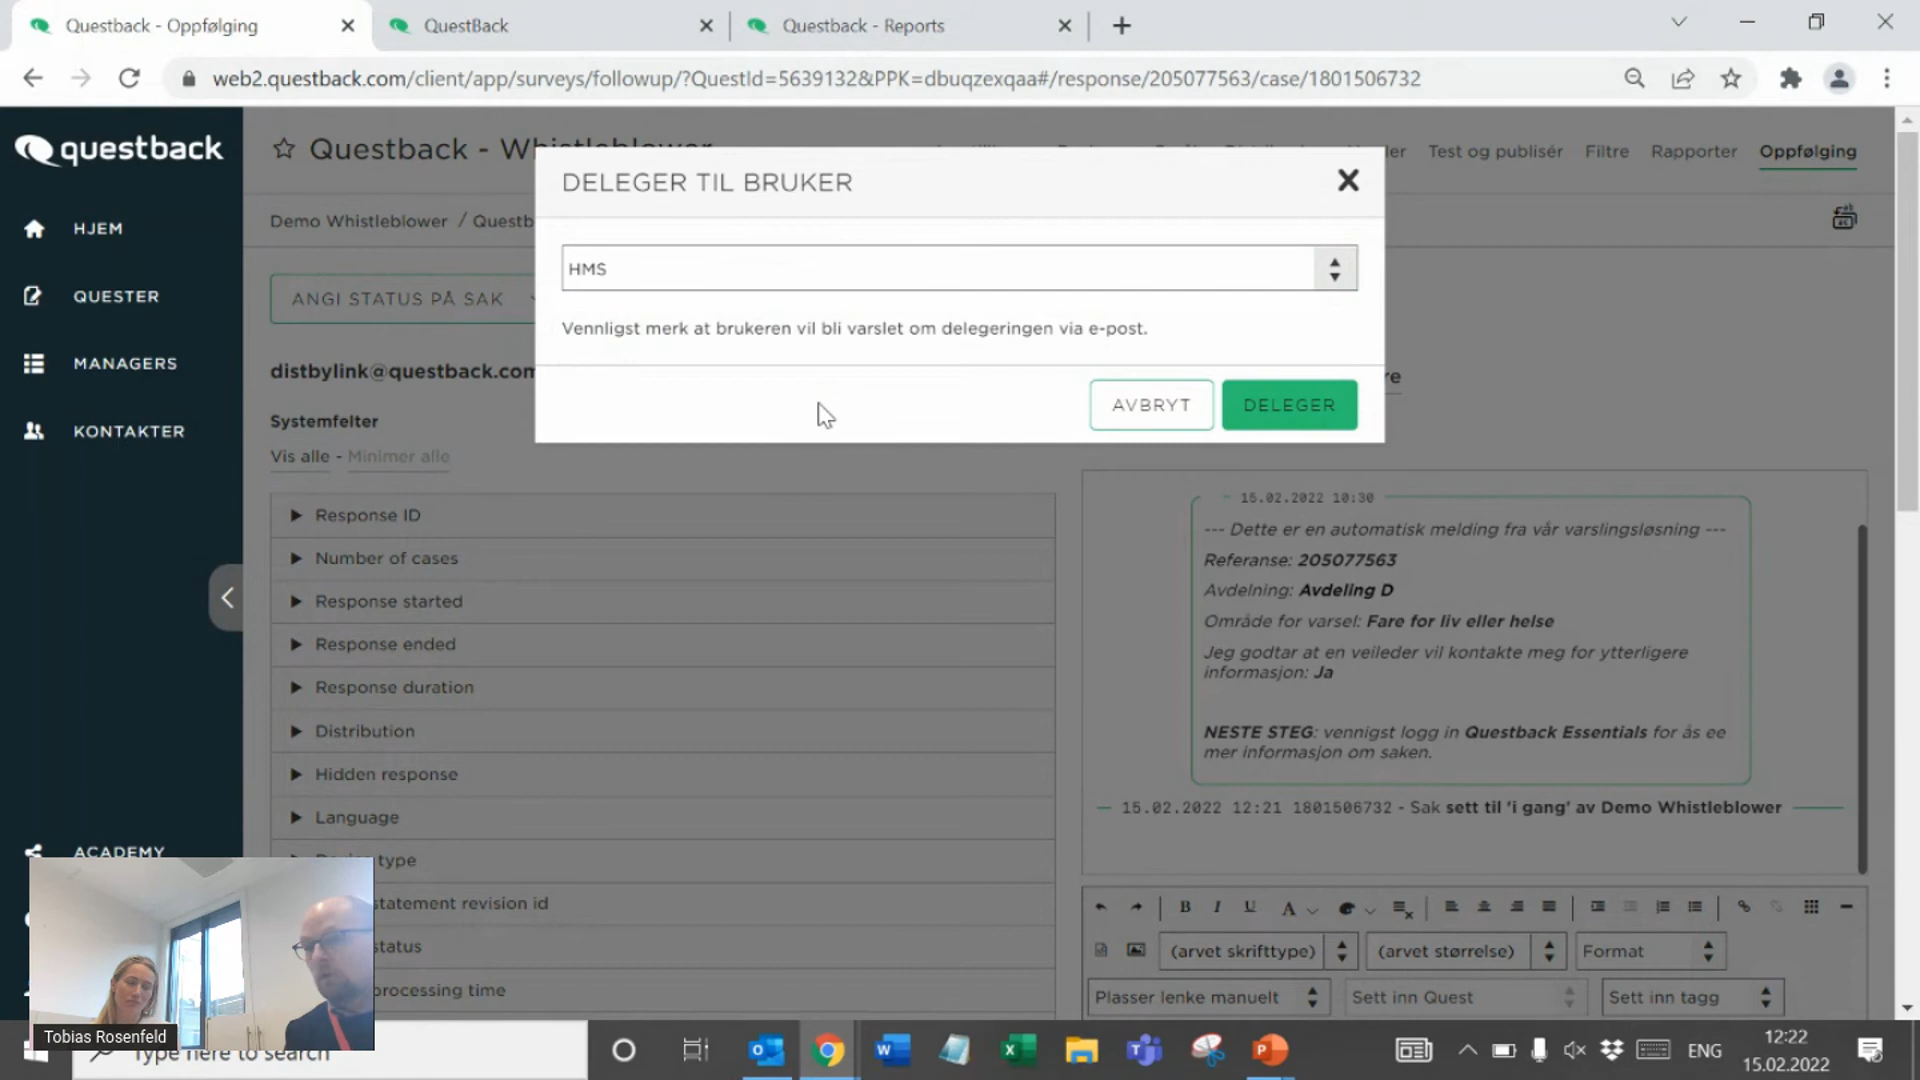 Questback - Oppfølging
QuestBack
Questback - Reports
web2.questback.com/client/app/surveys/followup/?QuestId=5639132&PPK=dbuqzexqaa#/response/205077563/case/1801506732
questback
Questback - Whistleblower
Test og publisér
Filtre
Rapporter
Oppfølging
DELEGER TIL BRUKER
HJEM
Demo Whistleblower / Questb
HMS
QUESTER
ANGI STATUS PÅ SAK
Vennligst merk at brukeren vil bli varslet om delegeringen via e-post.
MANAGERS
distbylink@questback.com
AVBRYT
DELEGER
KONTAKTER
Systemfelter
Vis alle - Minimer alle
Response ID
Number of cases
Response started
Response ended
Response duration
Distribution
Hidden response
Language
type
statement revision id
status
processing time
15.02.2022 10:30
--- Dette er en automatisk melding fra vår varslingsløsning ---
Referanse: 205077563
Avdelning: Avdeling D
Område for varsel: Fare for liv eller helse
Jeg godtar at en veileder vil kontakte meg for ytterligere
informasjon: Ja
NESTE STEG: vennigst logg in Questback Essentials for ås ee
mer informasjon om saken.
15.02.2022 12:21 1801506732 - Sak sett til 'i gang' av Demo Whistleblower
B I U A
(arvet skrifttype)
(arvet størrelse)
Format
Plasser lenke manuelt
Sett inn Quest
Sett inn tagg
ACADEMY
Tobias Rosenfeld
Type here to search
ENG
12:22
15.02.2022